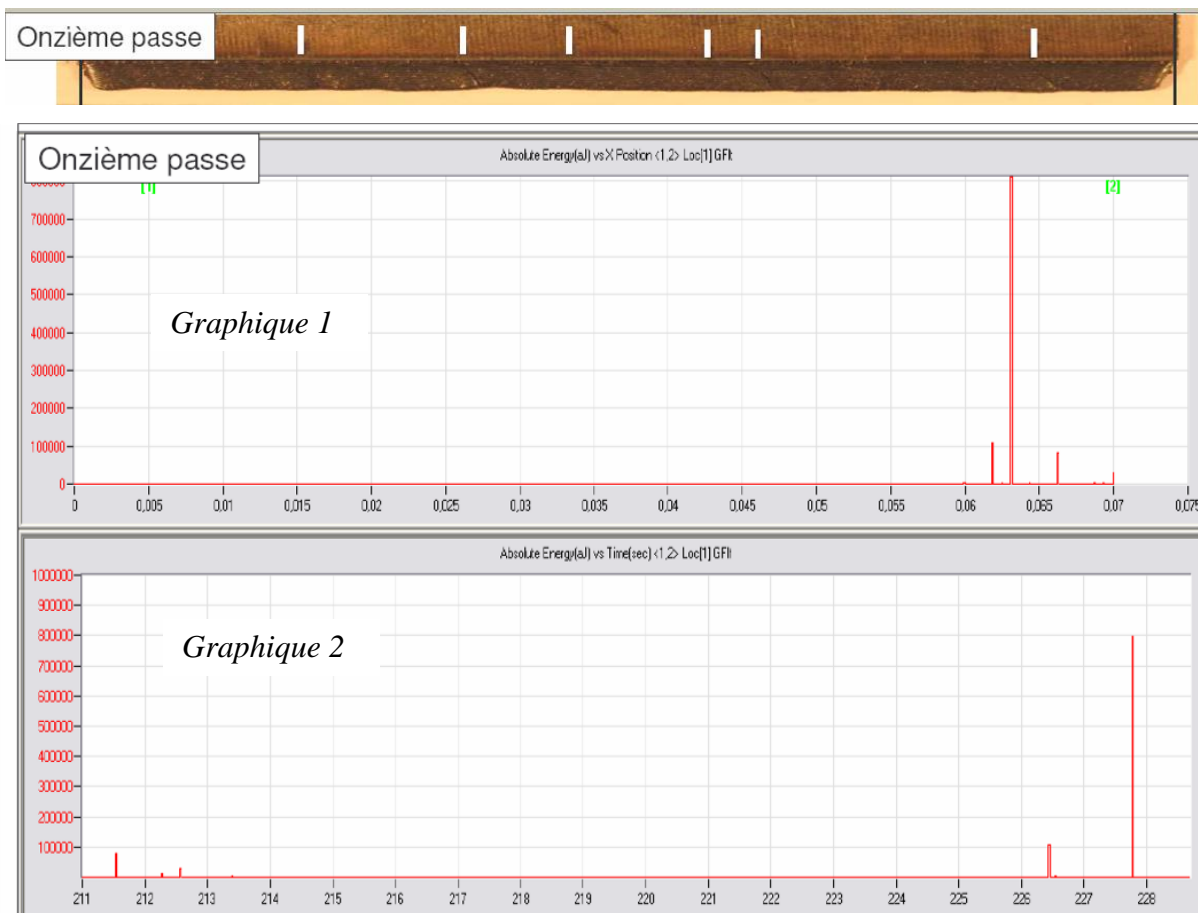 Onzième passe
Onzième passe
Absolute Energy(aJ) vs X Position <1,2> Loc[1] GFlt
[1]
[2]
700000
600000
500000
400000
300000
200000
100000
0
Graphique 1
0 0,005 0,01 0,015 0,02 0,025 0,03 0,035 0,04 0,045 0,05 0,055 0,06 0,065 0,07 0,075
Absolute Energy(aJ) vs Time(sec) <1,2> Loc[1] GFlt
1000000
900000
800000
700000
600000
500000
400000
300000
200000
100000
Graphique 2
211 212 213 214 215 216 217 218 219 220 221 222 223 224 225 226 227 228